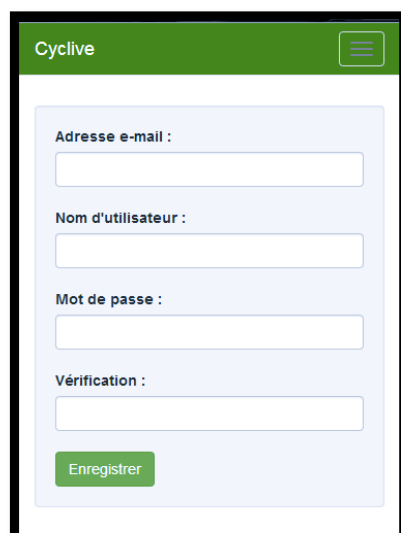 Cyclive
Adresse e-mail :
Nom d'utilisateur :
Mot de passe :
Vérification :
Enregistrer